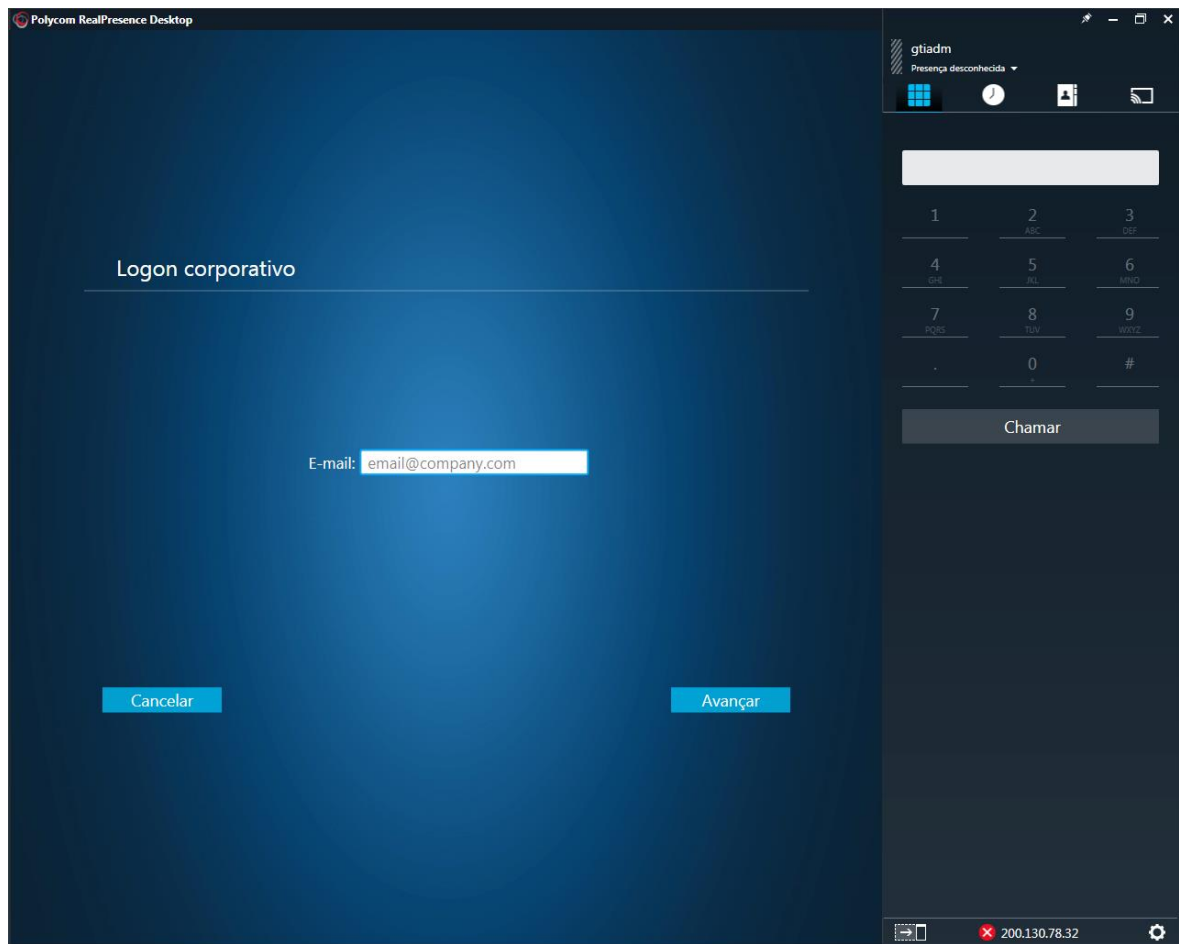 Polycom RealPresence Desktop
gtiadm
Presença desconhecida
Logon corporativo
E-mail: email@company.com
Cancelar
Avançar
1 2 3
ABC DEF
4 5 6
GHI JKL MNO
7 8 9
PQRS TUV WXYZ
. 0 #
+
Chamar
200.130.78.32